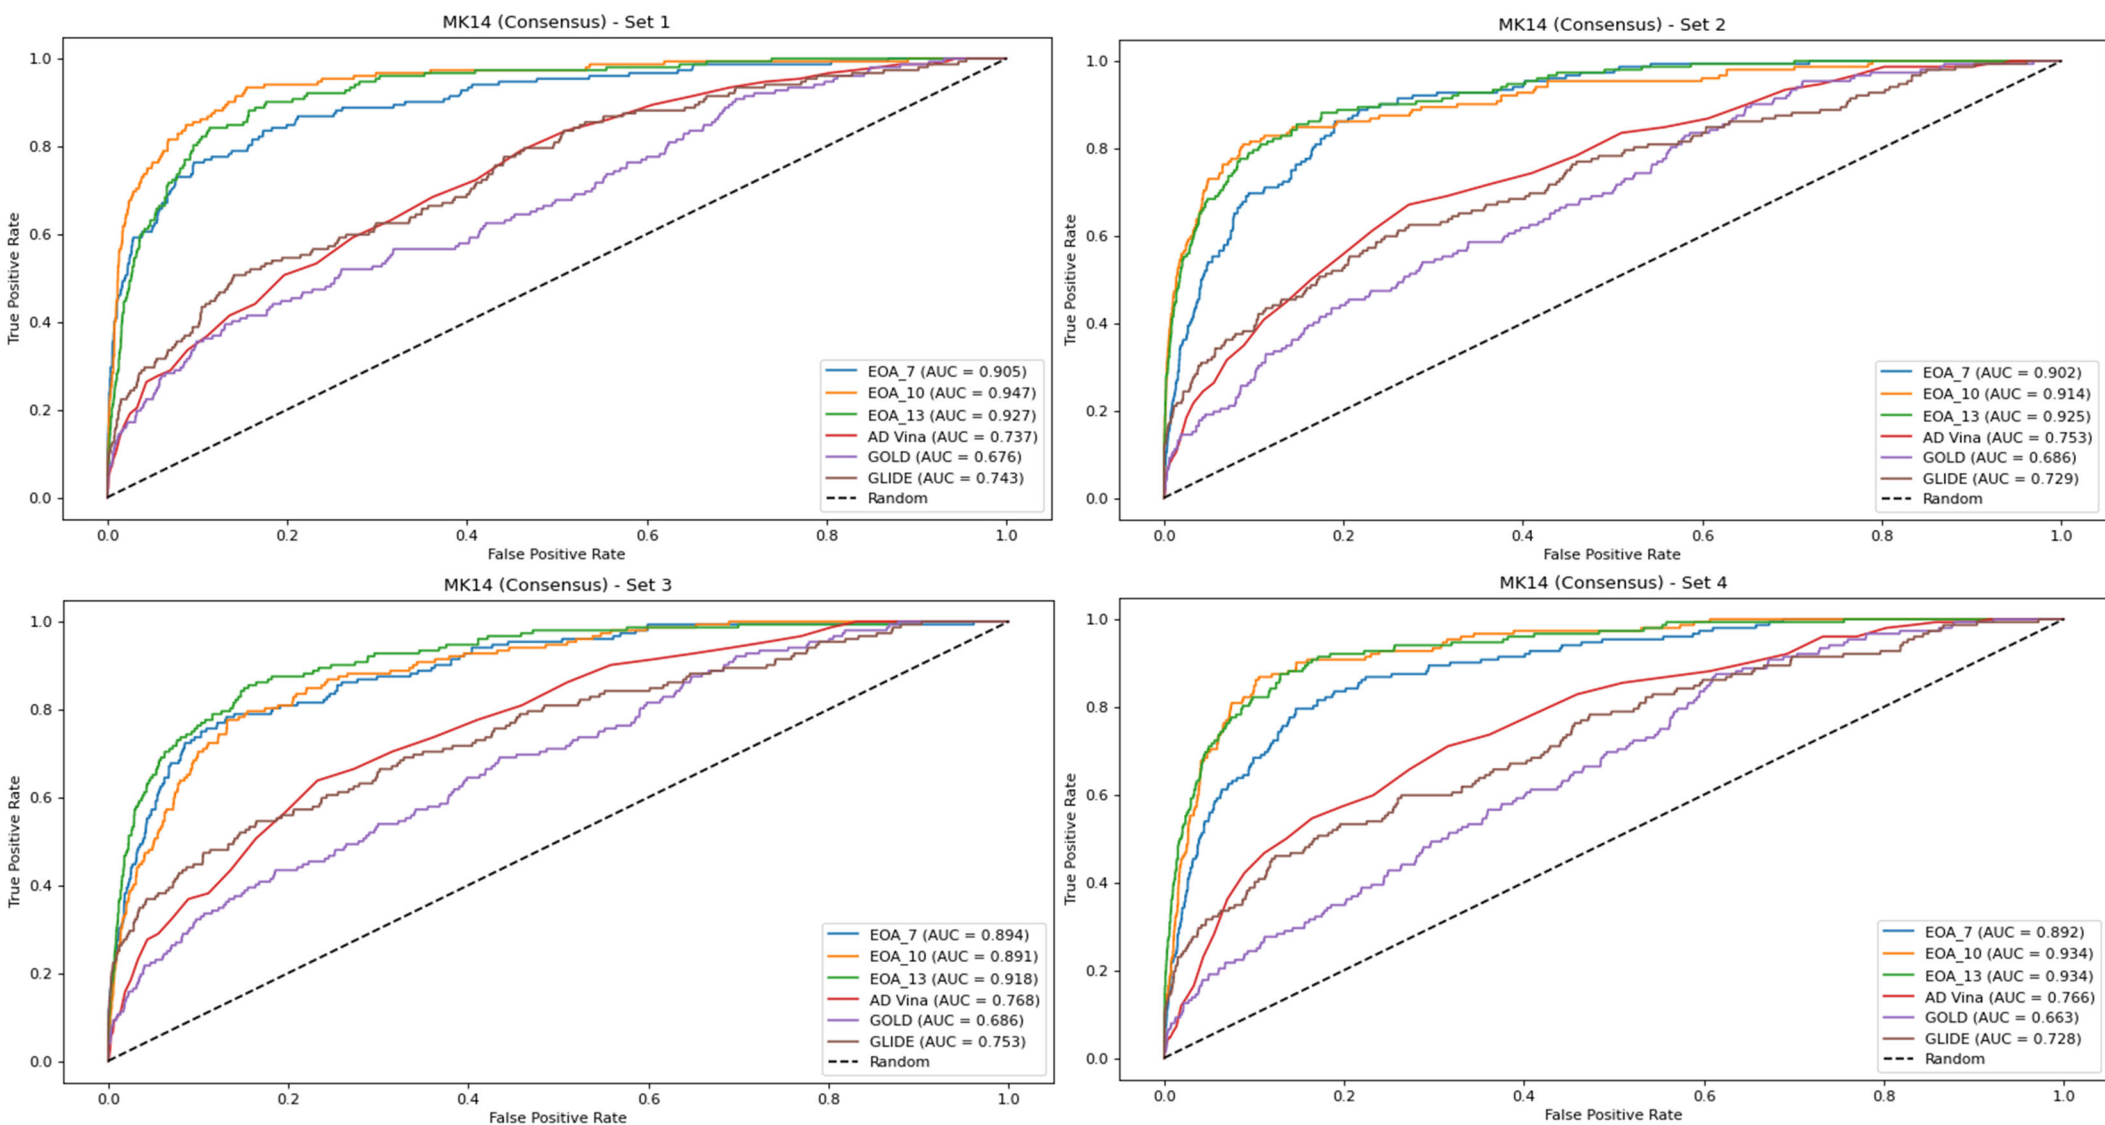 MK14 (Consensus) - Set 1
True Positive Rate
1.0
0.8
0.6
0.4
0.2
0.0
EOA_7 (AUC = 0.905)
EOA_10 (AUC = 0.947)
EOA_13 (AUC = 0.927)
AD Vina (AUC = 0.737)
GOLD (AUC = 0.676)
GLIDE (AUC = 0.743)
Random
0.0 0.2 0.4 0.6 0.8 1.0
False Positive Rate
MK14 (Consensus) - Set 2
True Positive Rate
1.0
0.8
0.6
0.4
0.2
0.0
EOA_7 (AUC = 0.902)
EOA_10 (AUC = 0.914)
EOA_13 (AUC = 0.925)
AD Vina (AUC = 0.753)
GOLD (AUC = 0.686)
GLIDE (AUC = 0.729)
Random
0.0 0.2 0.4 0.6 0.8 1.0
False Positive Rate
MK14 (Consensus) - Set 3
True Positive Rate
1.0
0.8
0.6
0.4
0.2
0.0
EOA_7 (AUC = 0.894)
EOA_10 (AUC = 0.891)
EOA_13 (AUC = 0.918)
AD Vina (AUC = 0.768)
GOLD (AUC = 0.686)
GLIDE (AUC = 0.753)
Random
0.0 0.2 0.4 0.6 0.8 1.0
False Positive Rate
MK14 (Consensus) - Set 4
True Positive Rate
1.0
0.8
0.6
0.4
0.2
0.0
EOA_7 (AUC = 0.892)
EOA_10 (AUC = 0.934)
EOA_13 (AUC = 0.934)
AD Vina (AUC = 0.766)
GOLD (AUC = 0.663)
GLIDE (AUC = 0.728)
Random
0.0 0.2 0.4 0.6 0.8 1.0
False Positive Rate